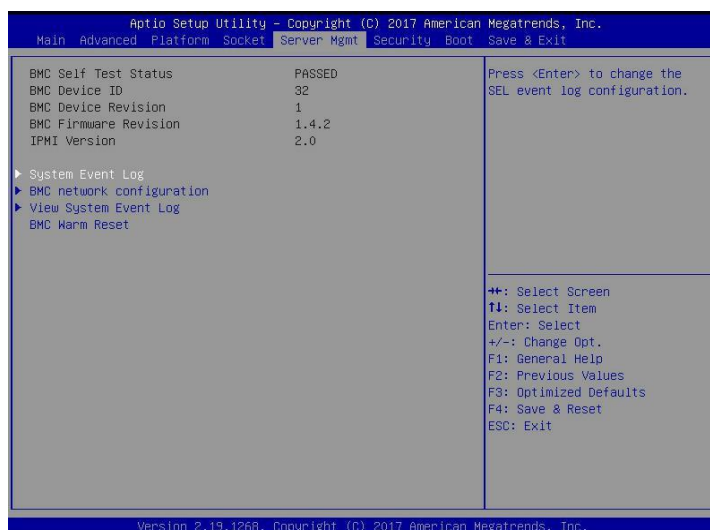 Aptio Setup Utility – Copyright (C) 2017 American Megatrends, Inc.
Main Advanced Platform Socket Server Mgmt Security Boot Save & Exit
BMC Self Test Status PASSED
BMC Device ID 32
BMC Device Revision 1
BMC Firmware Revision 1.4.2
IPMI Version 2.0
System Event Log
BMC network configuration
View System Event Log
BMC Warm Reset
Press <Enter> to change the
SEL event log configuration.
→←: Select Screen
↑↓: Select Item
Enter: Select
+/-: Change Opt.
F1: General Help
F2: Previous Values
F3: Optimized Defaults
F4: Save & Reset
ESC: Exit
Version 2.19.1268. Copyright (C) 2017 American Megatrends, Inc.